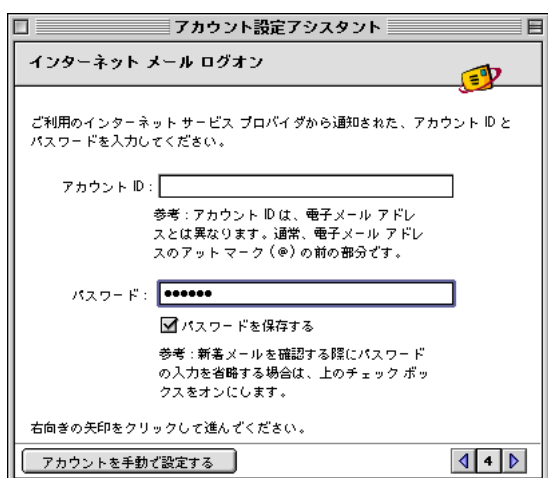 アカウント設定アシスタント
インターネット メール ログオン
ご利用のインターネット サービス プロバイダから通知された、アカウント ID と
パスワードを入力してください。
アカウント ID :
参考 : アカウント ID は、電子メール アドレ
スとは異なります。通常、電子メール アドレ
スのアット マーク (@) の前の部分です。
パスワード : ●●●●●●
パスワードを保存する
参考 : 新着メールを確認する際にパスワード
の入力を省略する場合は、上のチェック ボッ
クスをオンにします。
右向きの矢印をクリックして進んでください。
アカウントを手動で設定する
4